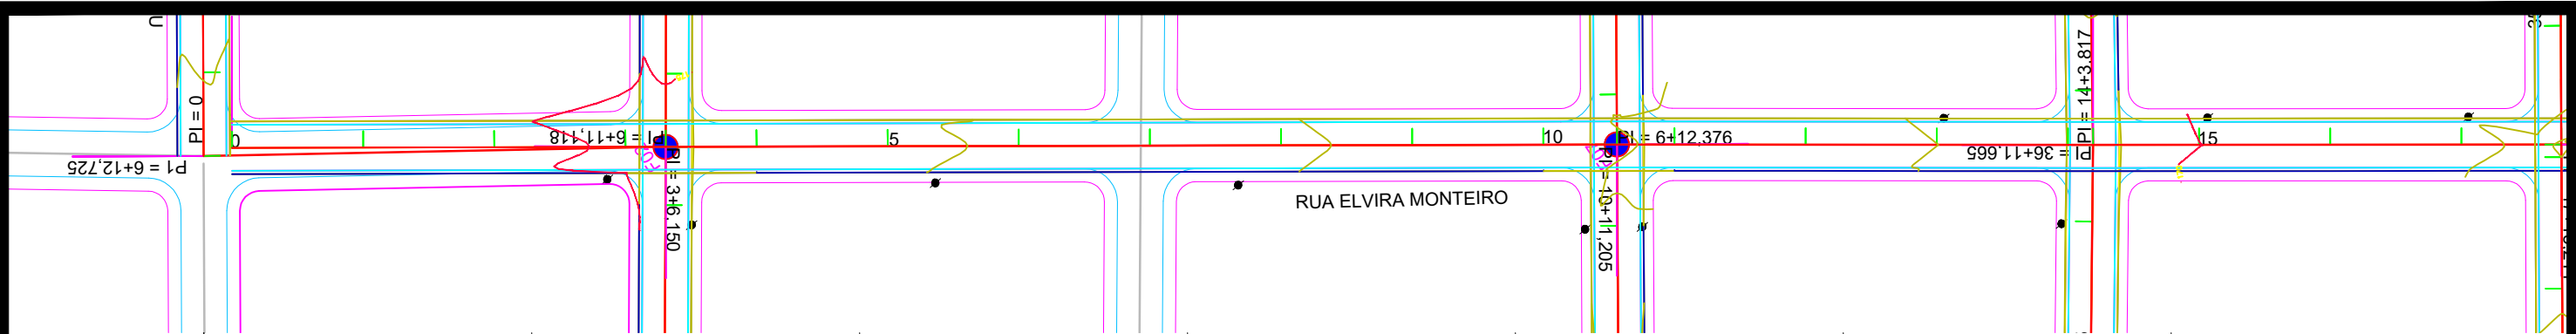 PI = 0
0
PI = 6+12,725
PI = 6+11,118
PI = 3+6,150
5
10
PI = 6+12,376
PI = 10+11,205
RUA ELVIRA MONTEIRO
PI = 36+11.665
PI = 14+3.817
15